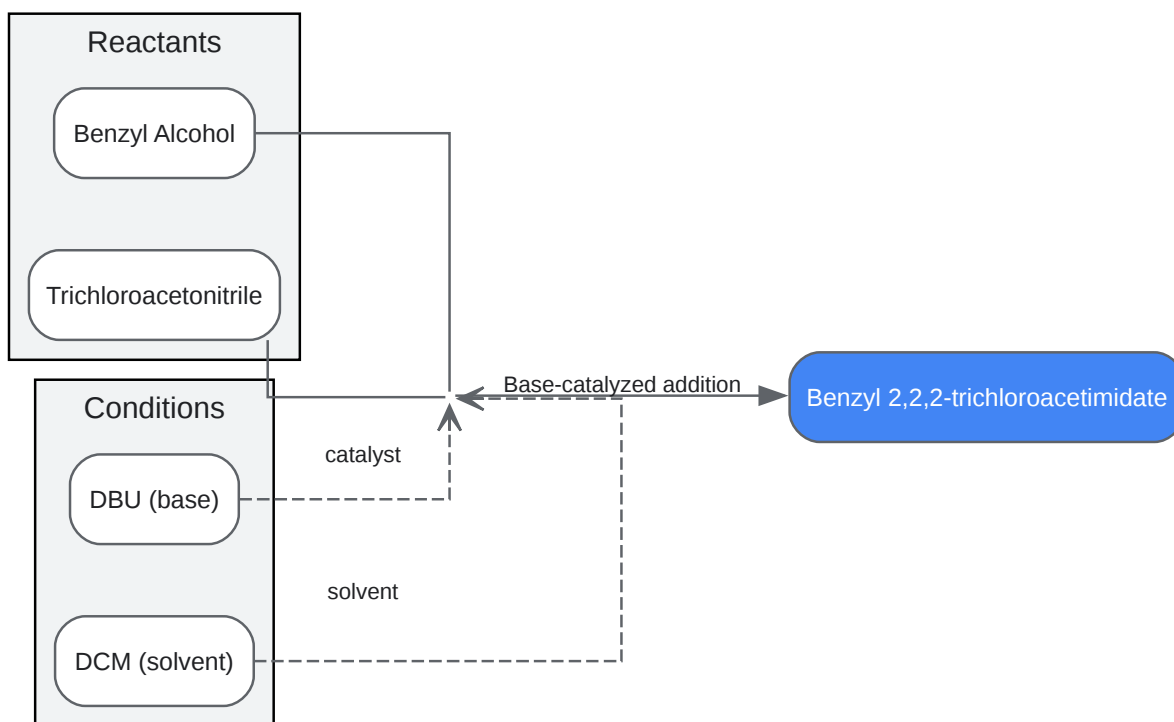 Reactants
Benzyl Alcohol
Trichloroacetonitrile
Base-catalyzed addition
Benzyl 2,2,2-trichloroacetimidate
Conditions
catalyst
DBU (base)
solvent
DCM (solvent)